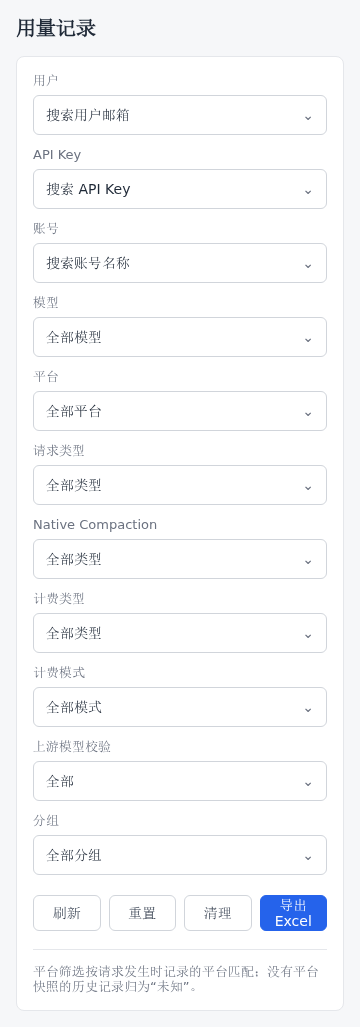 用量记录
用户
搜索用户邮箱
API Key
搜索 API Key
账号
搜索账号名称
模型
全部模型
平台
全部平台
请求类型
全部类型
Native Compaction
全部类型
计费类型
全部类型
计费模式
全部模式
上游模型校验
全部
分组
全部分组
刷新
重置
清理
导出
Excel
平台筛选按请求发生时记录的平台匹配；没有平台
快照的历史记录归为“未知”。